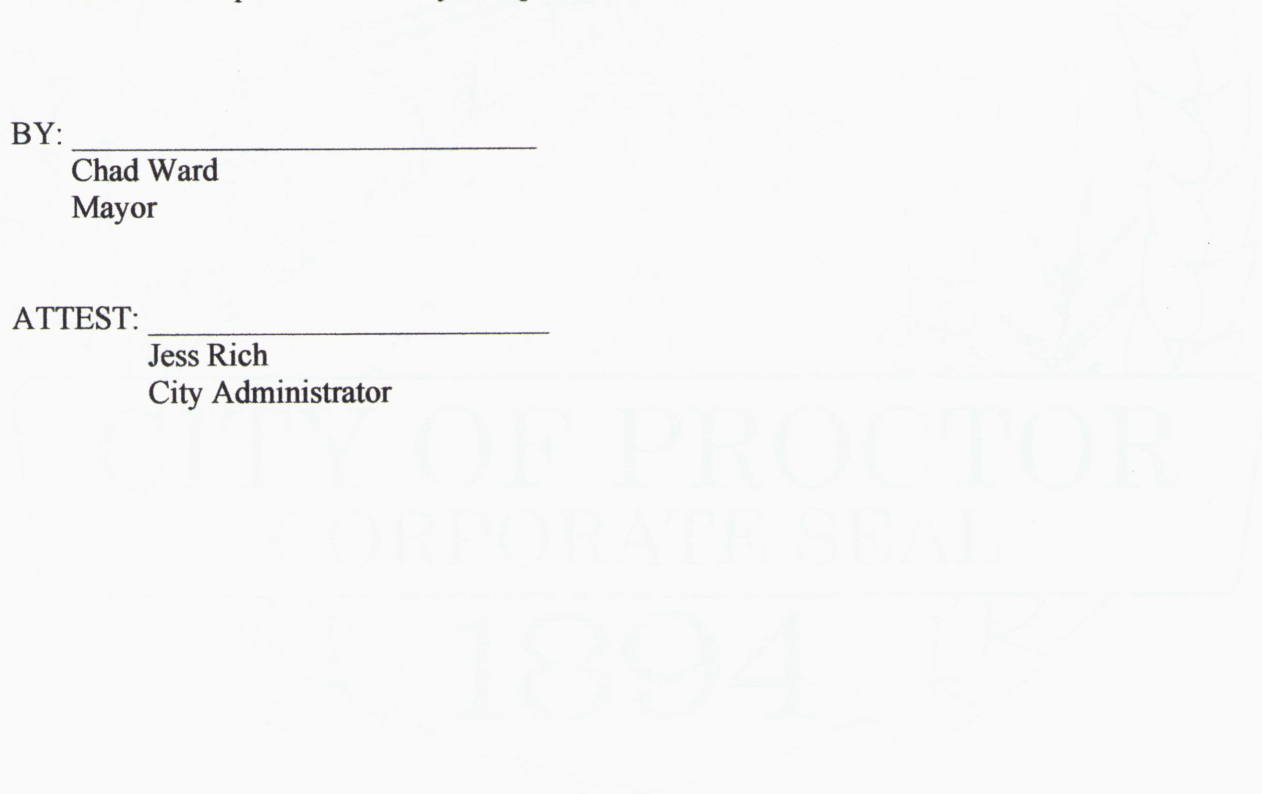 BY:
Chad Ward
Mayor
ATTEST:
Jess Rich
City Administrator
CITY OF PROCTOR
CORPORATE SEAL
1894